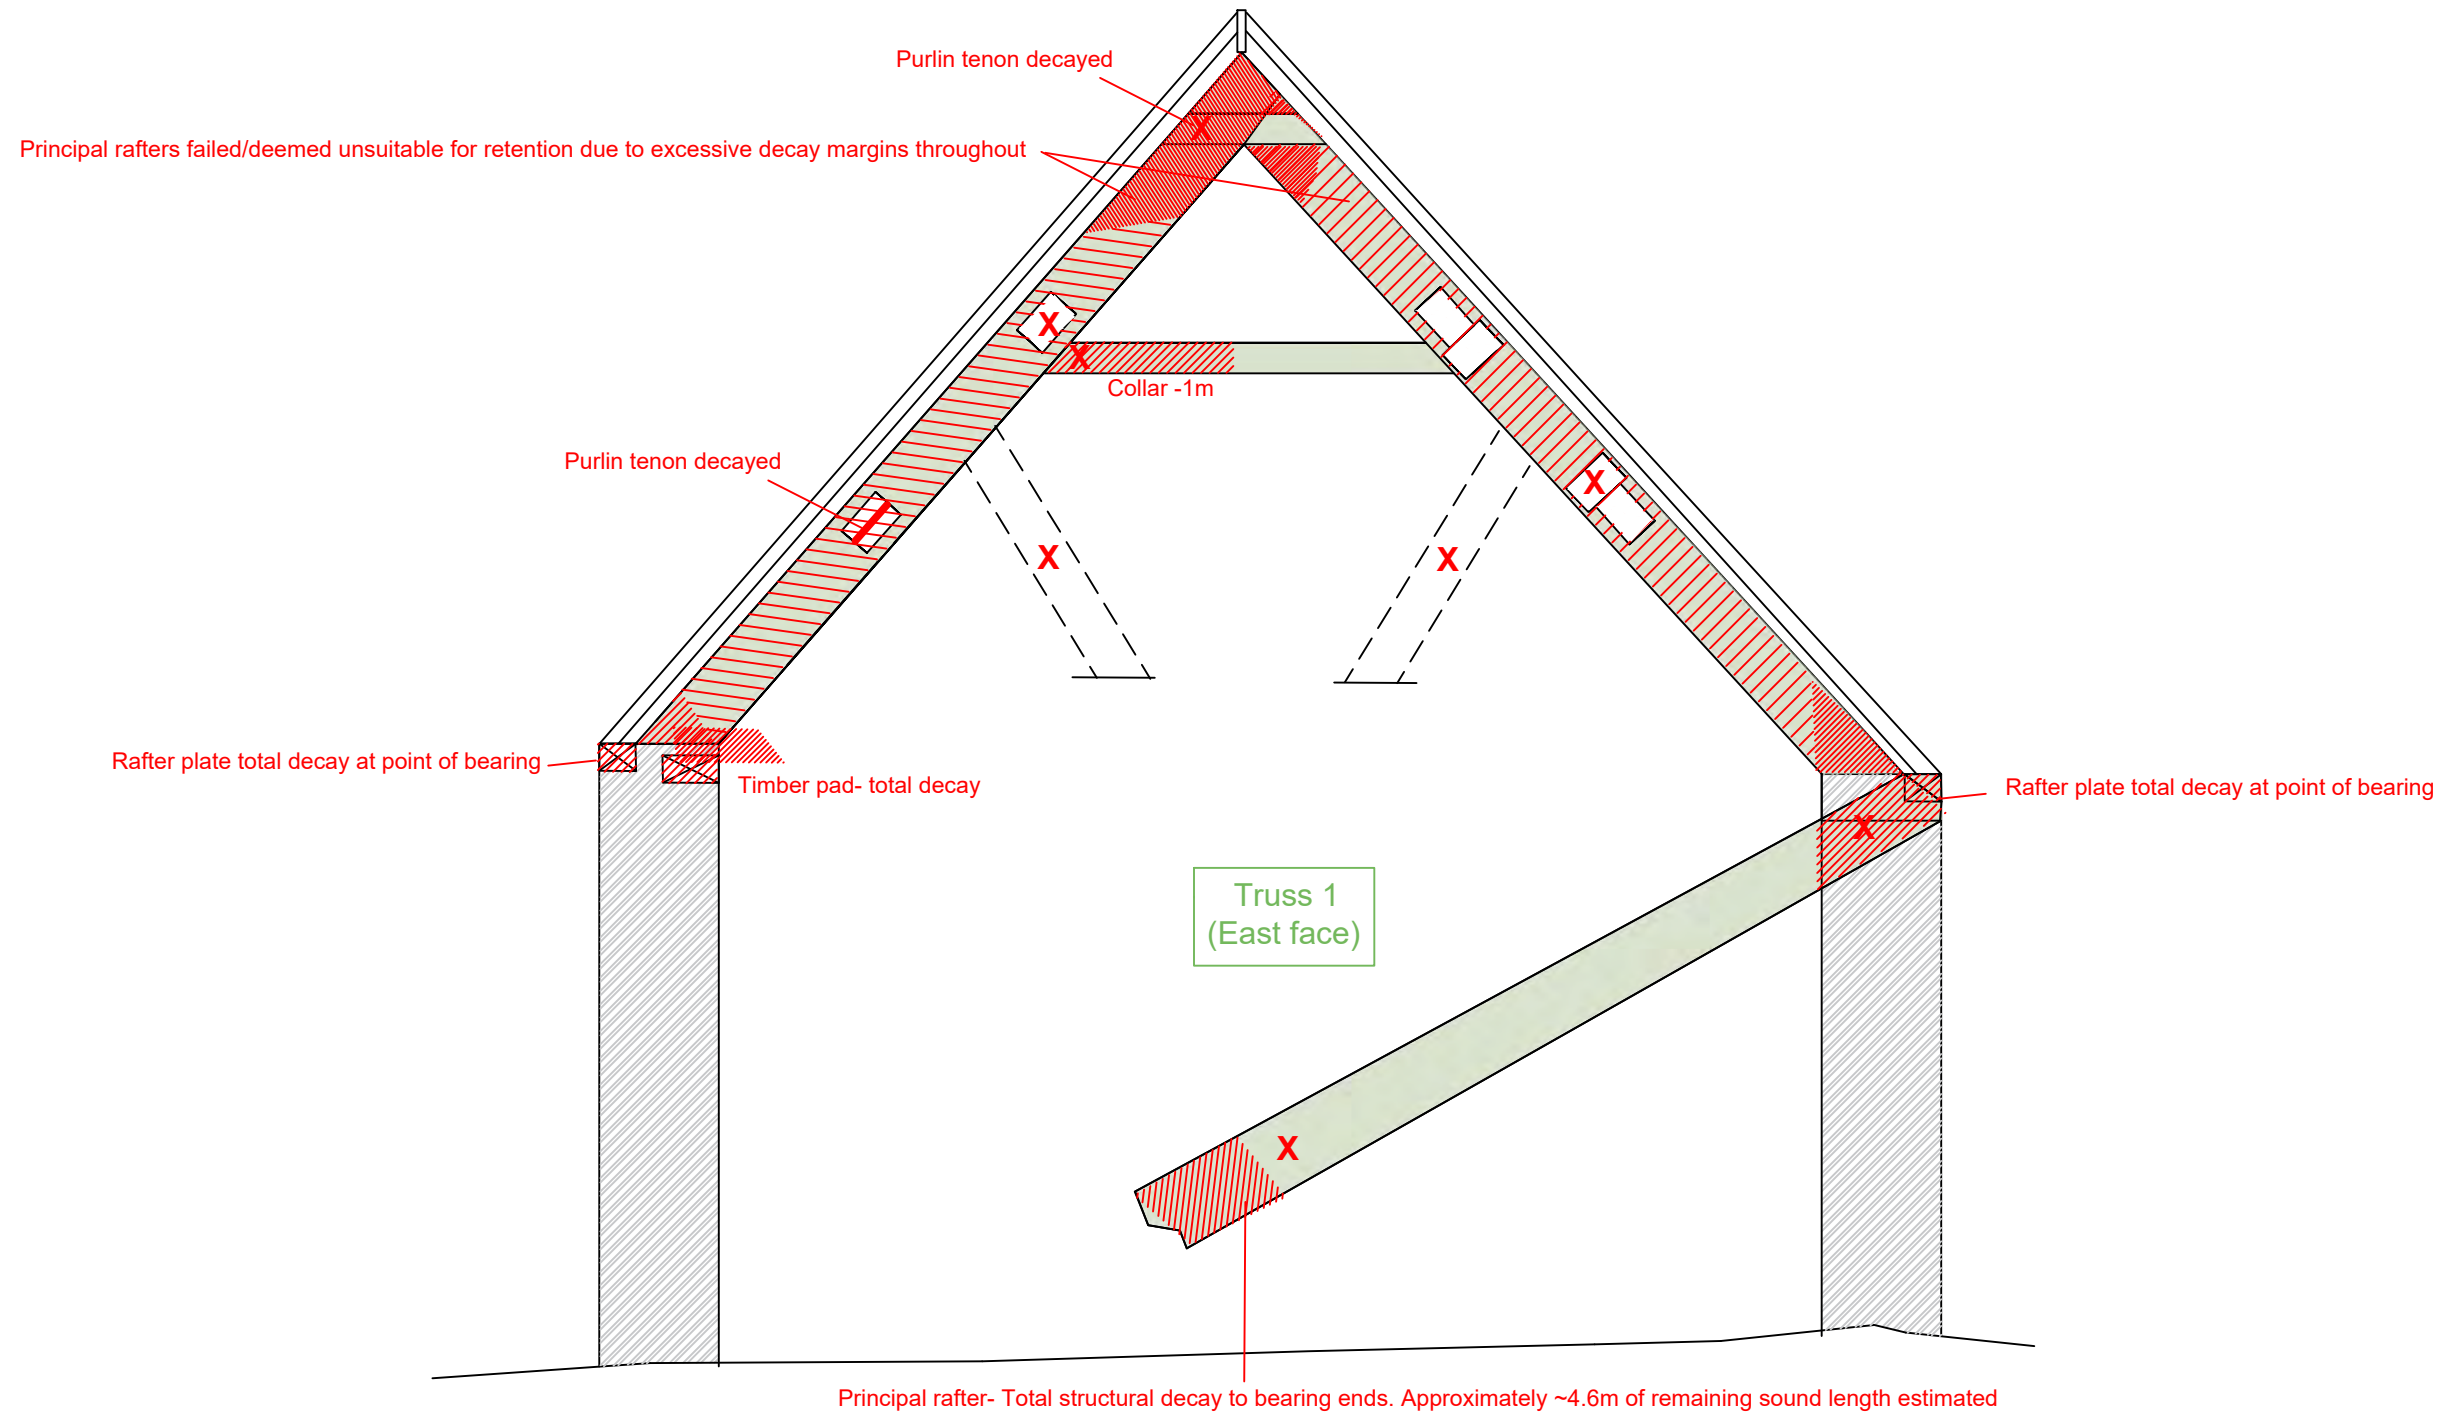 Purlin tenon decayed
X
Principal rafters failed/deemed unsuitable for retention due to excessive decay margins throughout
X
X
Collar -1m
Purlin tenon decayed
X
X
X
Rafter plate total decay at point of bearing
Timber pad- total decay
Rafter plate total decay at point of bearing
X
Truss 1
(East face)
X
Principal rafter- Total structural decay to bearing ends. Approximately ~4.6m of remaining sound length estimated